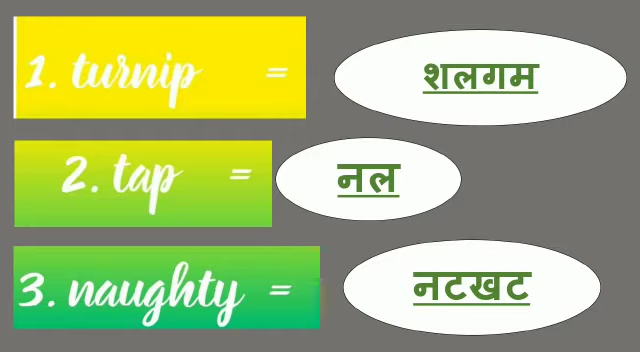 1. turnip = शलगम
2. tap = नल
3. naughty = नटखट